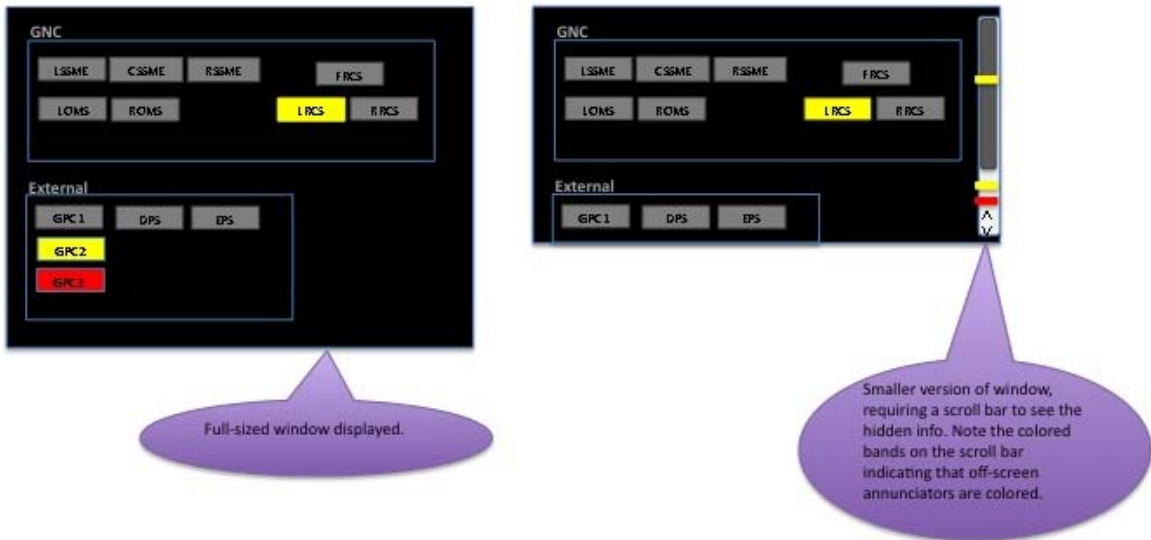 GNC
LSSME CSSME RSSME FRCS
LOMS ROMS LRCS RRCS
External
GPC1 DPS EPS
GPC2
GPC3
Full-sized window displayed.
GNC
LSSME CSSME RSSME FRCS
LOMS ROMS LRCS RRCS
External
GPC1 DPS EPS
Smaller version of window,
requiring a scroll bar to see the
hidden info. Note the colored
bands on the scroll bar
indicating that off-screen
annunciators are colored.